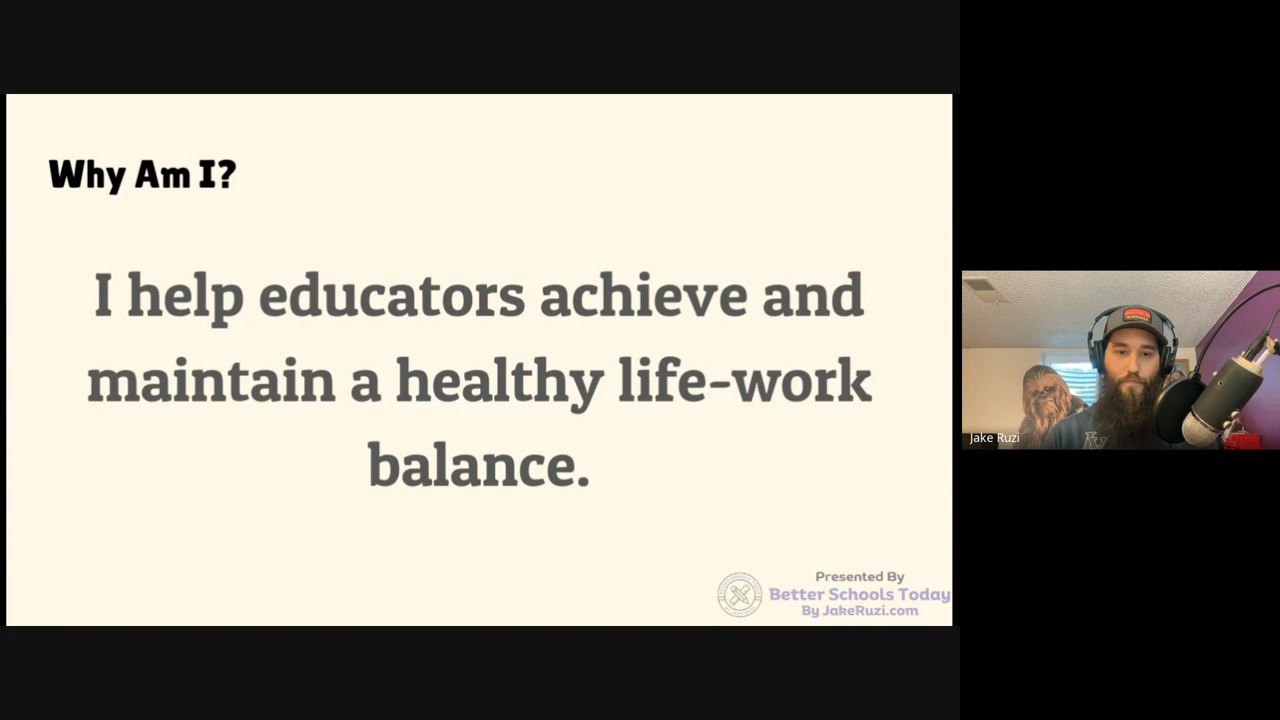 Why Am I?
I help educators achieve and
maintain a healthy life-work
balance.
Presented By
Better Schools Today
By JakeRuzi.com
Jake Ruzi